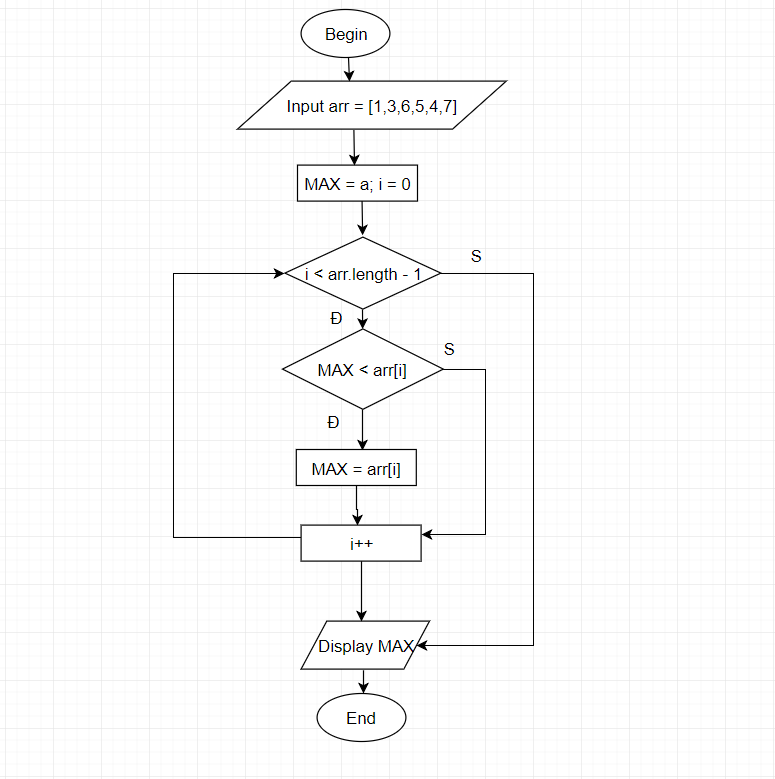 Begin
Input arr = [1,3,6,5,4,7]
MAX = a; i = 0
i < arr.length - 1
S
Đ
MAX < arr[i]
S
Đ
MAX = arr[i]
i++
Display MAX
End